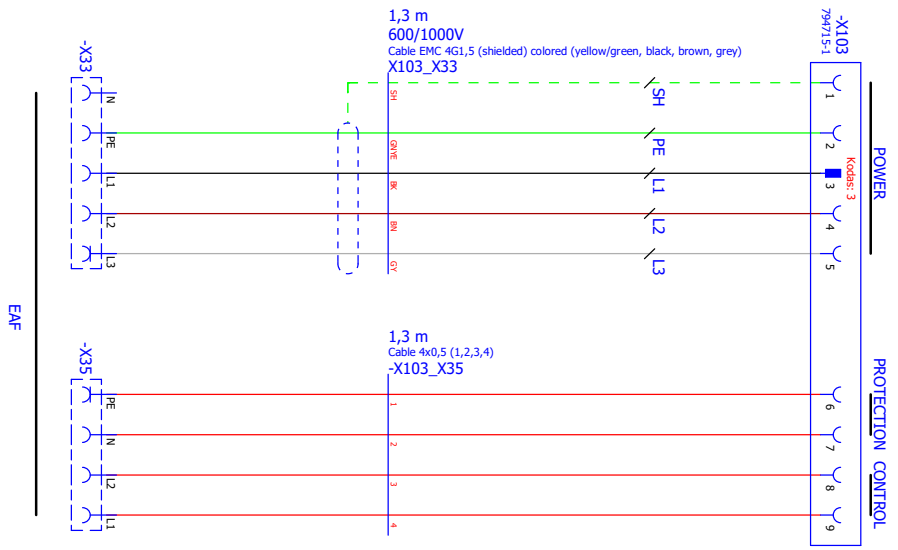 1,3 m
600/1000V
Cable EMC 4G1,5 (shielded) colored (yellow/green, black, brown, grey)
X103_X33
-X103
794715-1
-X33
N
PE
L1
L2
L3
SH
GNYE
BK
BN
GY
SH
PE
L1
L2
L3
1
2
3
4
5
Kodas: 3
POWER
EAF
1,3 m
Cable 4x0,5 (1,2,3,4)
-X103_X35
-X35
PE
N
L2
L1
1
2
3
4
6
7
8
9
PROTECTION CONTROL